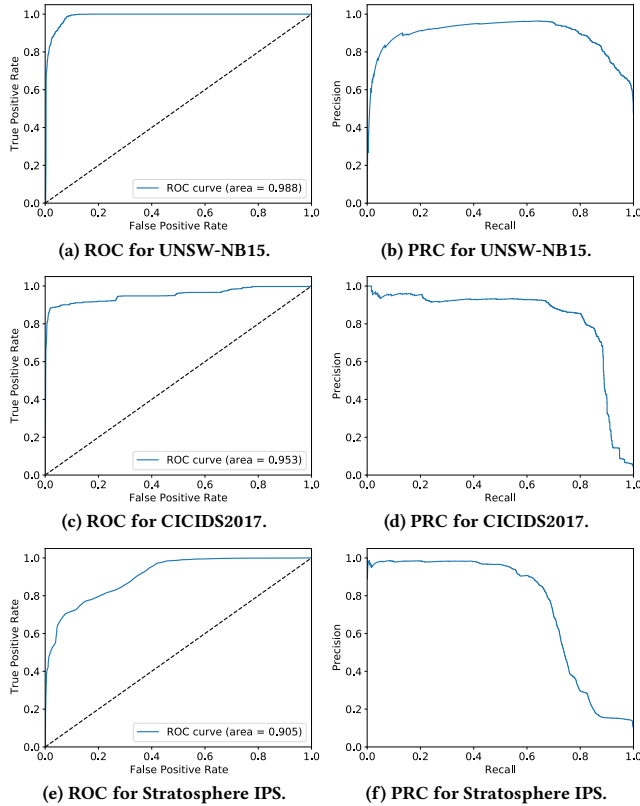 1.0
0.8
0.6
0.4
0.2
0.0
0.0 0.2 0.4 0.6 0.8 1.0
True Positive Rate
False Positive Rate
ROC curve (area = 0.988)
(a) ROC for UNSW-NB15.
1.0
0.8
0.6
0.4
0.2
0.0
0.0 0.2 0.4 0.6 0.8 1.0
Precision
Recall
(b) PRC for UNSW-NB15.
1.0
0.8
0.6
0.4
0.2
0.0
0.0 0.2 0.4 0.6 0.8 1.0
True Positive Rate
False Positive Rate
ROC curve (area = 0.953)
(c) ROC for CICIDS2017.
1.0
0.8
0.6
0.4
0.2
0.0
0.0 0.2 0.4 0.6 0.8 1.0
Precision
Recall
(d) PRC for CICIDS2017.
1.0
0.8
0.6
0.4
0.2
0.0
0.0 0.2 0.4 0.6 0.8 1.0
True Positive Rate
False Positive Rate
ROC curve (area = 0.905)
(e) ROC for Stratosphere IPS.
1.0
0.8
0.6
0.4
0.2
0.0
0.0 0.2 0.4 0.6 0.8 1.0
Precision
Recall
(f) PRC for Stratosphere IPS.